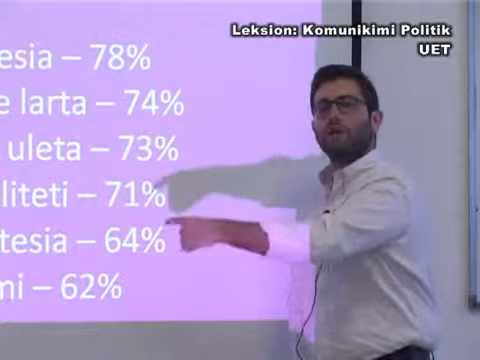 Leksion: Komunikimi Politik
UET
esia – 78%
e larta – 74%
uleta – 73%
liteti – 71%
tesia – 64%
mi – 62%